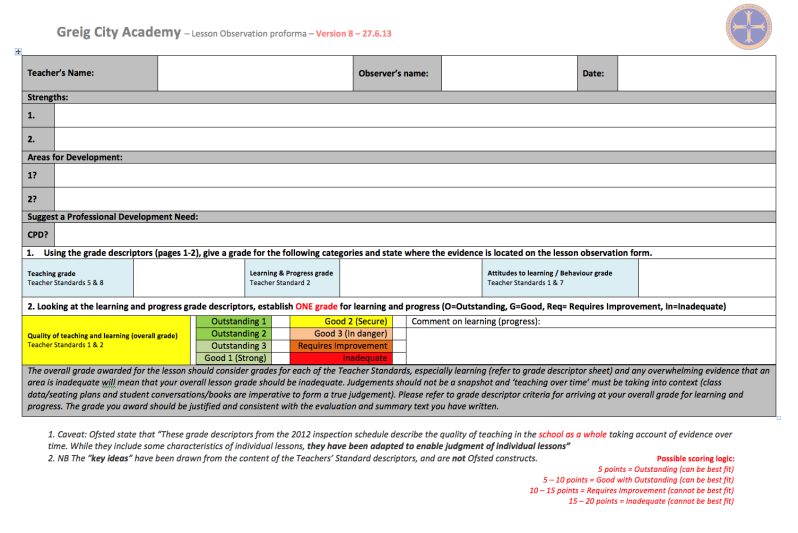 Greig City Academy – Lesson Observation proforma – Version 8 – 27.6.13
Teacher's Name:
Observer's name:
Date:
Strengths:
1.
2.
Areas for Development:
1?
2?
Suggest a Professional Development Need:
CPD?
1. Using the grade descriptors (pages 1-2), give a grade for the following categories and state where the evidence is located on the lesson observation form.
Teaching grade
Teacher Standards 5 & 8
Learning & Progress grade
Teacher Standard 2
Attitudes to learning / Behaviour grade
Teacher Standards 1 & 7
2. Looking at the learning and progress grade descriptors, establish ONE grade for learning and progress (O=Outstanding, G=Good, Req= Requires Improvement, In=Inadequate)
Quality of teaching and learning (overall grade)
Teacher Standards 1 & 2
Outstanding 1
Outstanding 2
Outstanding 3
Good 1 (Strong)
Good 2 (Secure)
Good 3 (In danger)
Requires Improvement
Inadequate
Comment on learning (progress):
The overall grade awarded for the lesson should consider grades for each of the Teacher Standards, especially learning (refer to grade descriptor sheet) and any overwhelming evidence that an
area is inadequate will mean that your overall lesson grade should be inadequate. Judgements should not be a snapshot and 'teaching over time' must be taking into context (class
data/seating plans and student conversations/books are imperative to form a true judgement). Please refer to grade descriptor criteria for arriving at your overall grade for learning and
progress. The grade you award should be justified and consistent with the evaluation and summary text you have written.
1. Caveat: Ofsted state that "These grade descriptors from the 2012 inspection schedule describe the quality of teaching in the school as a whole taking account of evidence over
time. While they include some characteristics of individual lessons, they have been adapted to enable judgment of individual lessons"
2. NB The "key ideas" have been drawn from the content of the Teachers' Standard descriptors, and are not Ofsted constructs.
Possible scoring logic:
5 points = Outstanding (can be best fit)
5 – 10 points = Good with Outstanding (can be best fit)
10 – 15 points = Requires Improvement (cannot be best fit)
15 – 20 points = Inadequate (cannot be best fit)